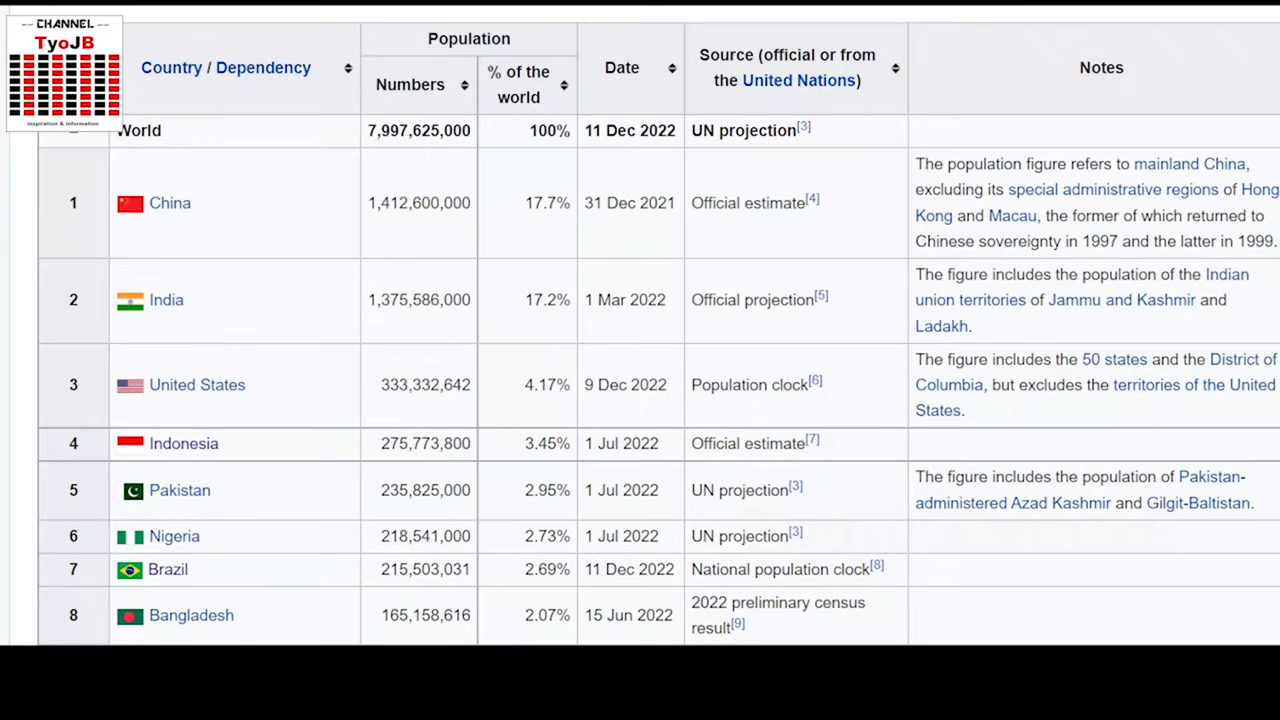 -- CHANNEL --
TyoJB
Inspiration & Information
Country / Dependency
Population
Numbers
% of the
world
Date
Source (official or from
the United Nations)
Notes
World 7,997,625,000 100% 11 Dec 2022 UN projection[3]
1 China 1,412,600,000 17.7% 31 Dec 2021 Official estimate[4]
The population figure refers to mainland China,
excluding its special administrative regions of Hong
Kong and Macau, the former of which returned to
Chinese sovereignty in 1997 and the latter in 1999.
2 India 1,375,586,000 17.2% 1 Mar 2022 Official projection[5]
The figure includes the population of the Indian
union territories of Jammu and Kashmir and
Ladakh.
3 United States 333,332,642 4.17% 9 Dec 2022 Population clock[6]
The figure includes the 50 states and the District of
Columbia, but excludes the territories of the United
States.
4 Indonesia 275,773,800 3.45% 1 Jul 2022 Official estimate[7]
5 Pakistan 235,825,000 2.95% 1 Jul 2022 UN projection[3]
The figure includes the population of Pakistan-
administered Azad Kashmir and Gilgit-Baltistan.
6 Nigeria 218,541,000 2.73% 1 Jul 2022 UN projection[3]
7 Brazil 215,503,031 2.69% 11 Dec 2022 National population clock[8]
8 Bangladesh 165,158,616 2.07% 15 Jun 2022 2022 preliminary census
result[9]